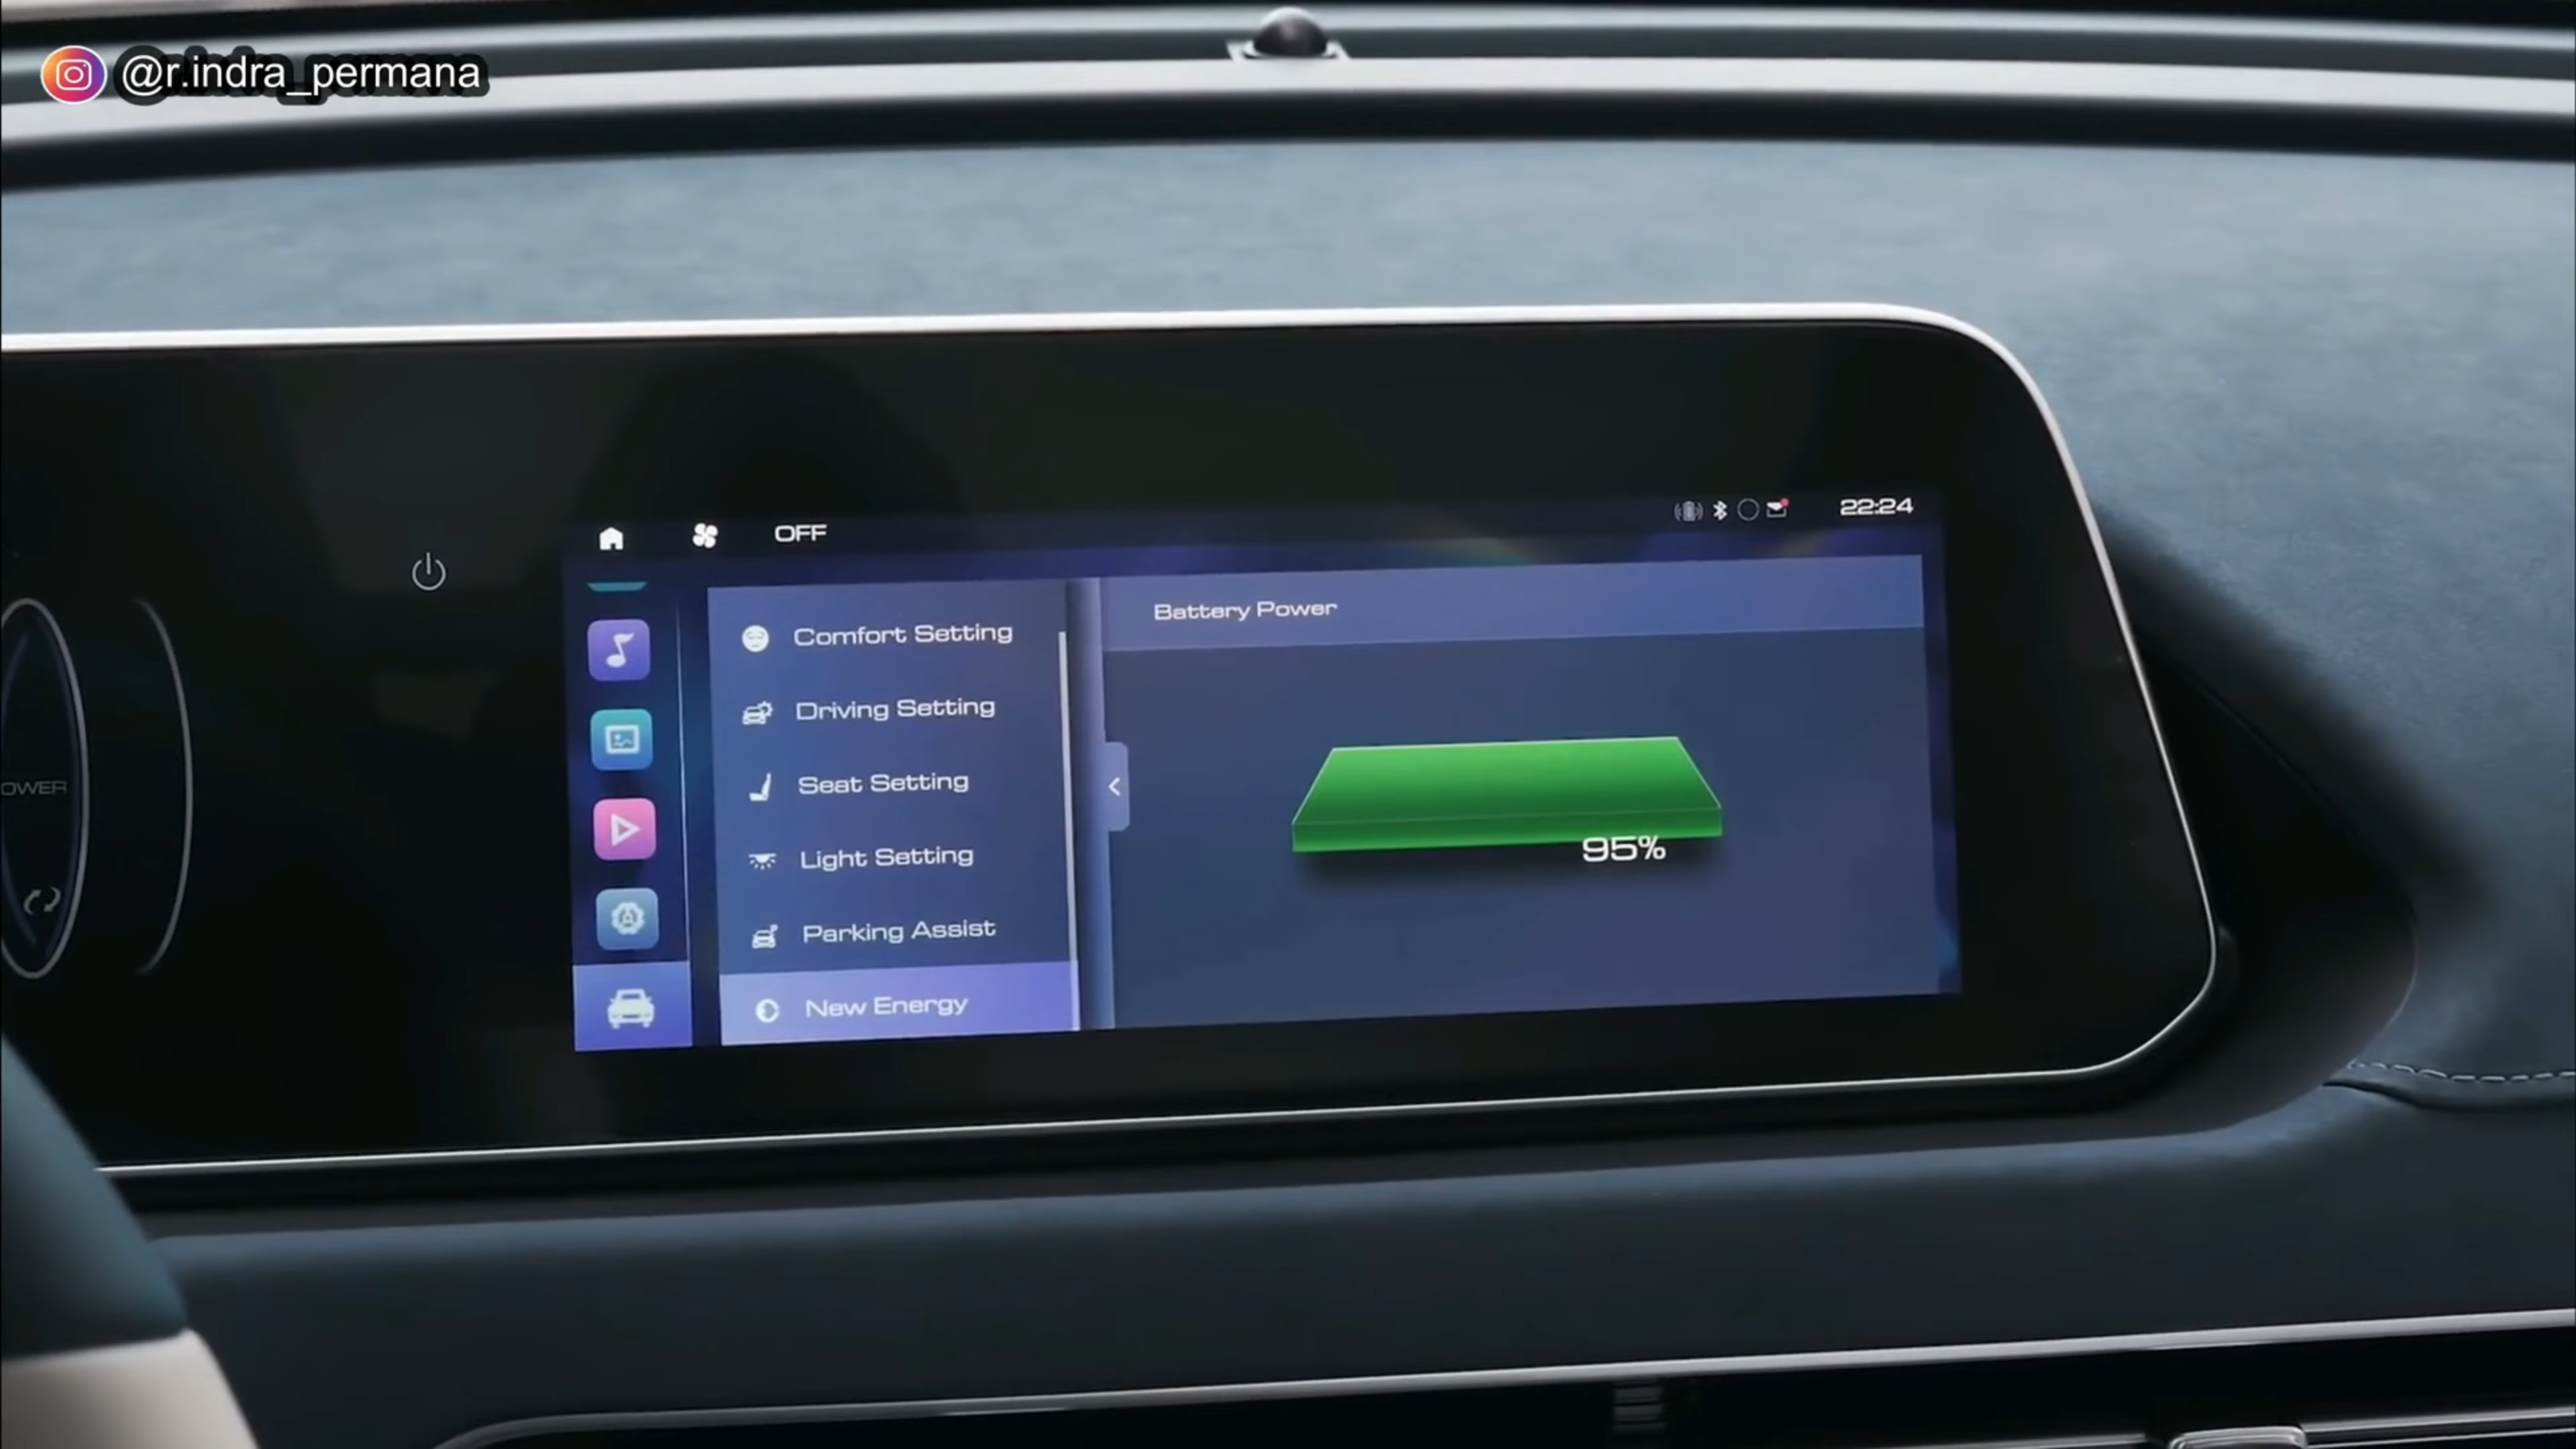 @r.indra_permana
OFF
22:24
Comfort Setting
Driving Setting
Seat Setting
Light Setting
Parking Assist
New Energy
Battery Power
95%
OWER